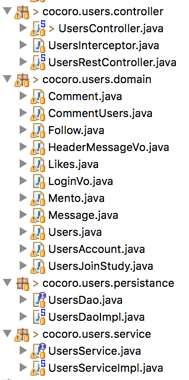 cocoro.users.controller
UsersController.java
UsersInterceptor.java
UsersRestController.java
cocoro.users.domain
Comment.java
CommentUsers.java
Follow.java
HeaderMessageVo.java
Likes.java
LoginVo.java
Mento.java
Message.java
Users.java
UsersAccount.java
UsersJoinStudy.java
cocoro.users.persistance
UsersDao.java
UsersDaoImpl.java
cocoro.users.service
UsersService.java
UsersServiceImpl.java